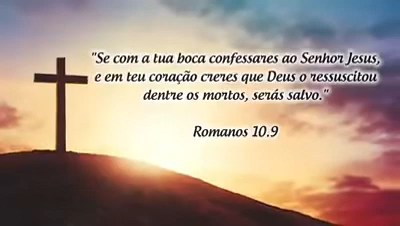 "Se com a tua boca confessares ao Senhor Jesus,
e em teu coração creres que Deus o ressuscitou
dentre os mortos, serás salvo."
Romanos 10.9